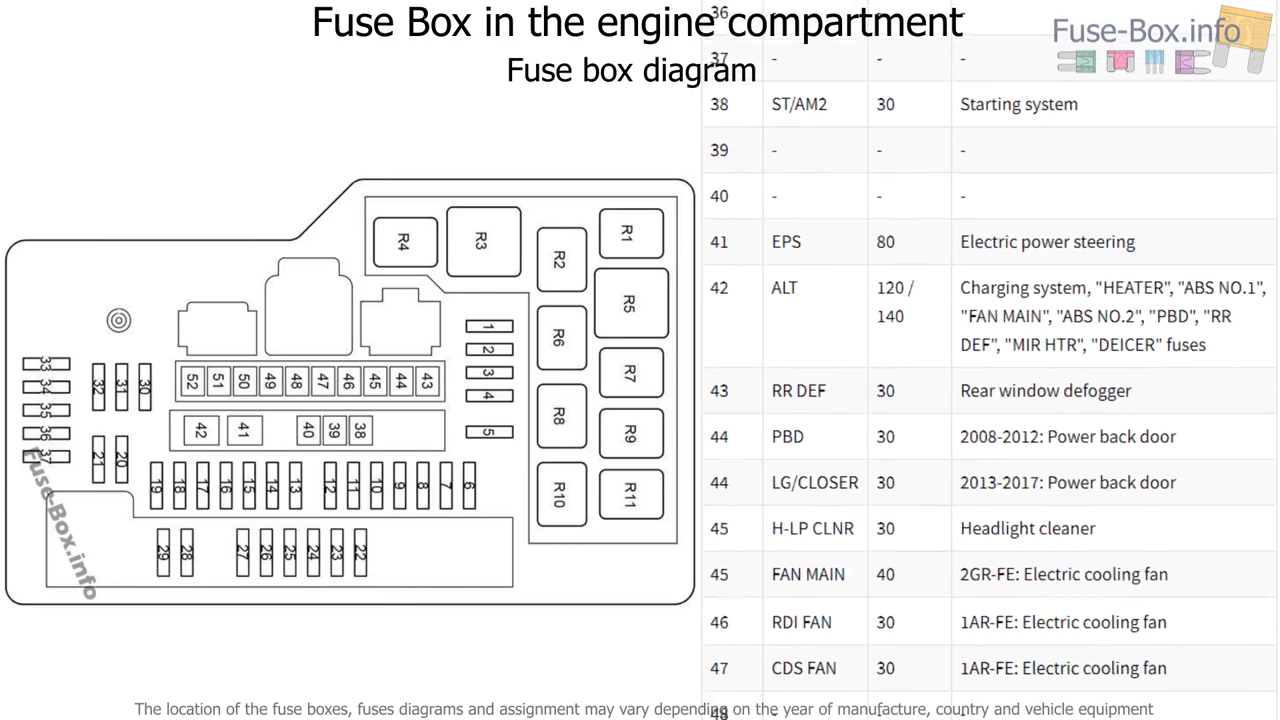 Fuse Box in the engine compartment
Fuse box diagram
Fuse-Box.info
36 - - -
37 - - -
38 ST/AM2 30 Starting system
39 - - -
40 - - -
41 EPS 80 Electric power steering
42 ALT 120 / 140 Charging system, "HEATER", "ABS NO.1", "FAN MAIN", "ABS NO.2", "PBD", "RR DEF", "MIR HTR", "DEICER" fuses
43 RR DEF 30 Rear window defogger
44 PBD 30 2008-2012: Power back door
44 LG/CLOSER 30 2013-2017: Power back door
45 H-LP CLNR 30 Headlight cleaner
45 FAN MAIN 40 2GR-FE: Electric cooling fan
46 RDI FAN 30 1AR-FE: Electric cooling fan
47 CDS FAN 30 1AR-FE: Electric cooling fan
48 - - -
R4 R3 R2 R1
R5
R6
R7
R8
R9
R10
R11
1
2
3
4
5
33
34
35
36
37
32 31 30
52 51 50 49 48 47 46 45 44 43
42 41 40 39 38
21 20
19 18 17 16 15 14 13 12 11 10 9 8 7 6
29 28 27 26 25 24 23 22
Fuse-Box.info
The location of the fuse boxes, fuses diagrams and assignment may vary depending on the year of manufacture, country and vehicle equipment